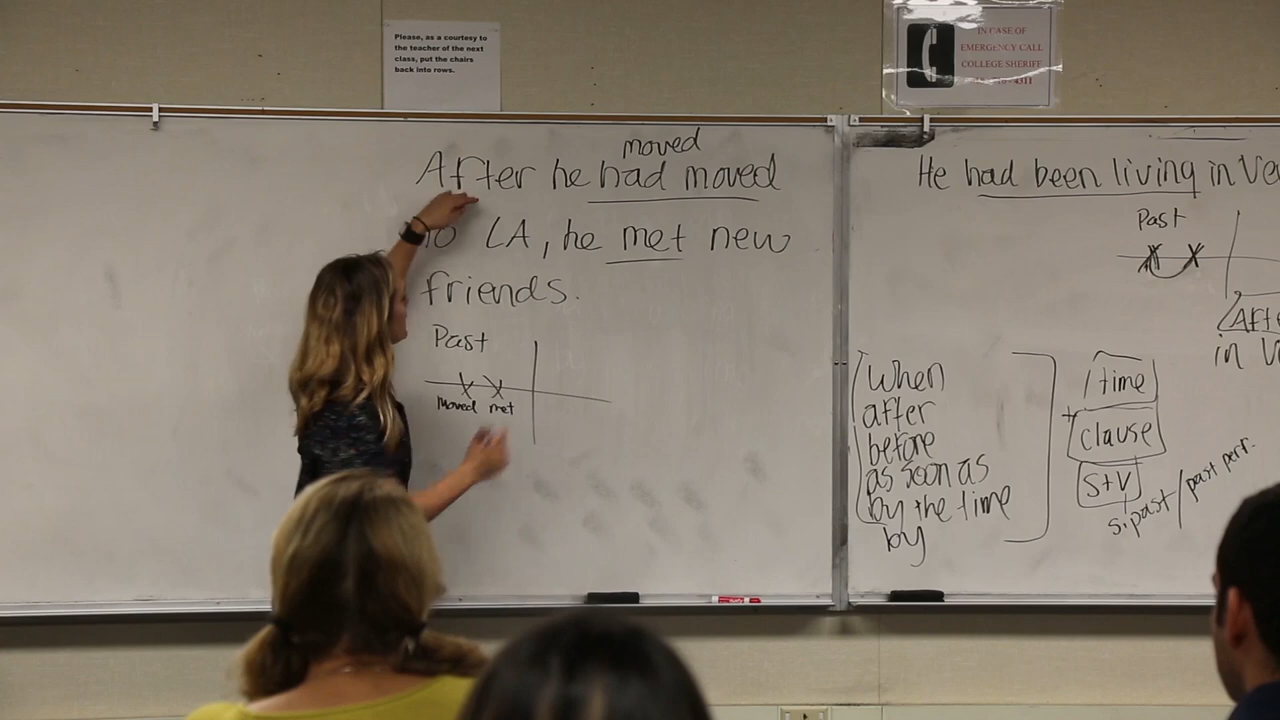 Please, as a courtesy to
the teacher of the next
class, put the chairs
back into rows.
IN CASE OF
EMERGENCY CALL
COLLEGE SHERIFF
4311
moved
After he had moved
to LA, he met new
friends.
Past
Moved met
He had been living in Ve
Past
Afte
in V
when
after
before
as soon as
by the time
by
time
+ clause
S+V
s. past / past perf.